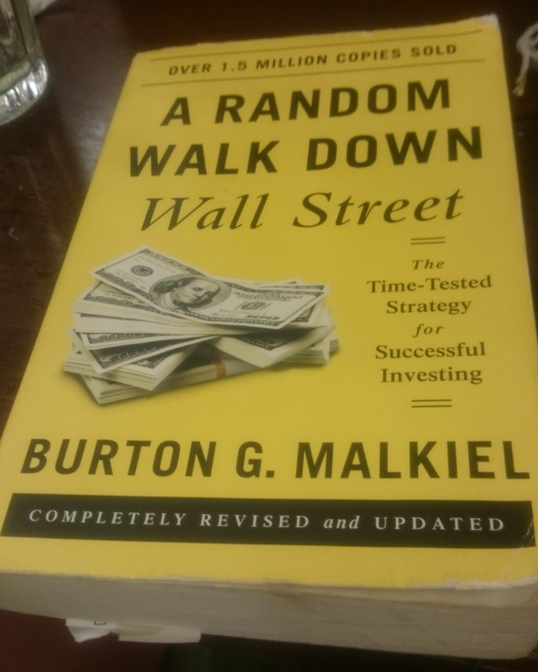 OVER 1.5 MILLION COPIES SOLD
A RANDOM
WALK DOWN
Wall Street
The
Time-Tested
Strategy
for
Successful
Investing
BURTON G. MALKIEL
COMPLETELY REVISED and UPDATED